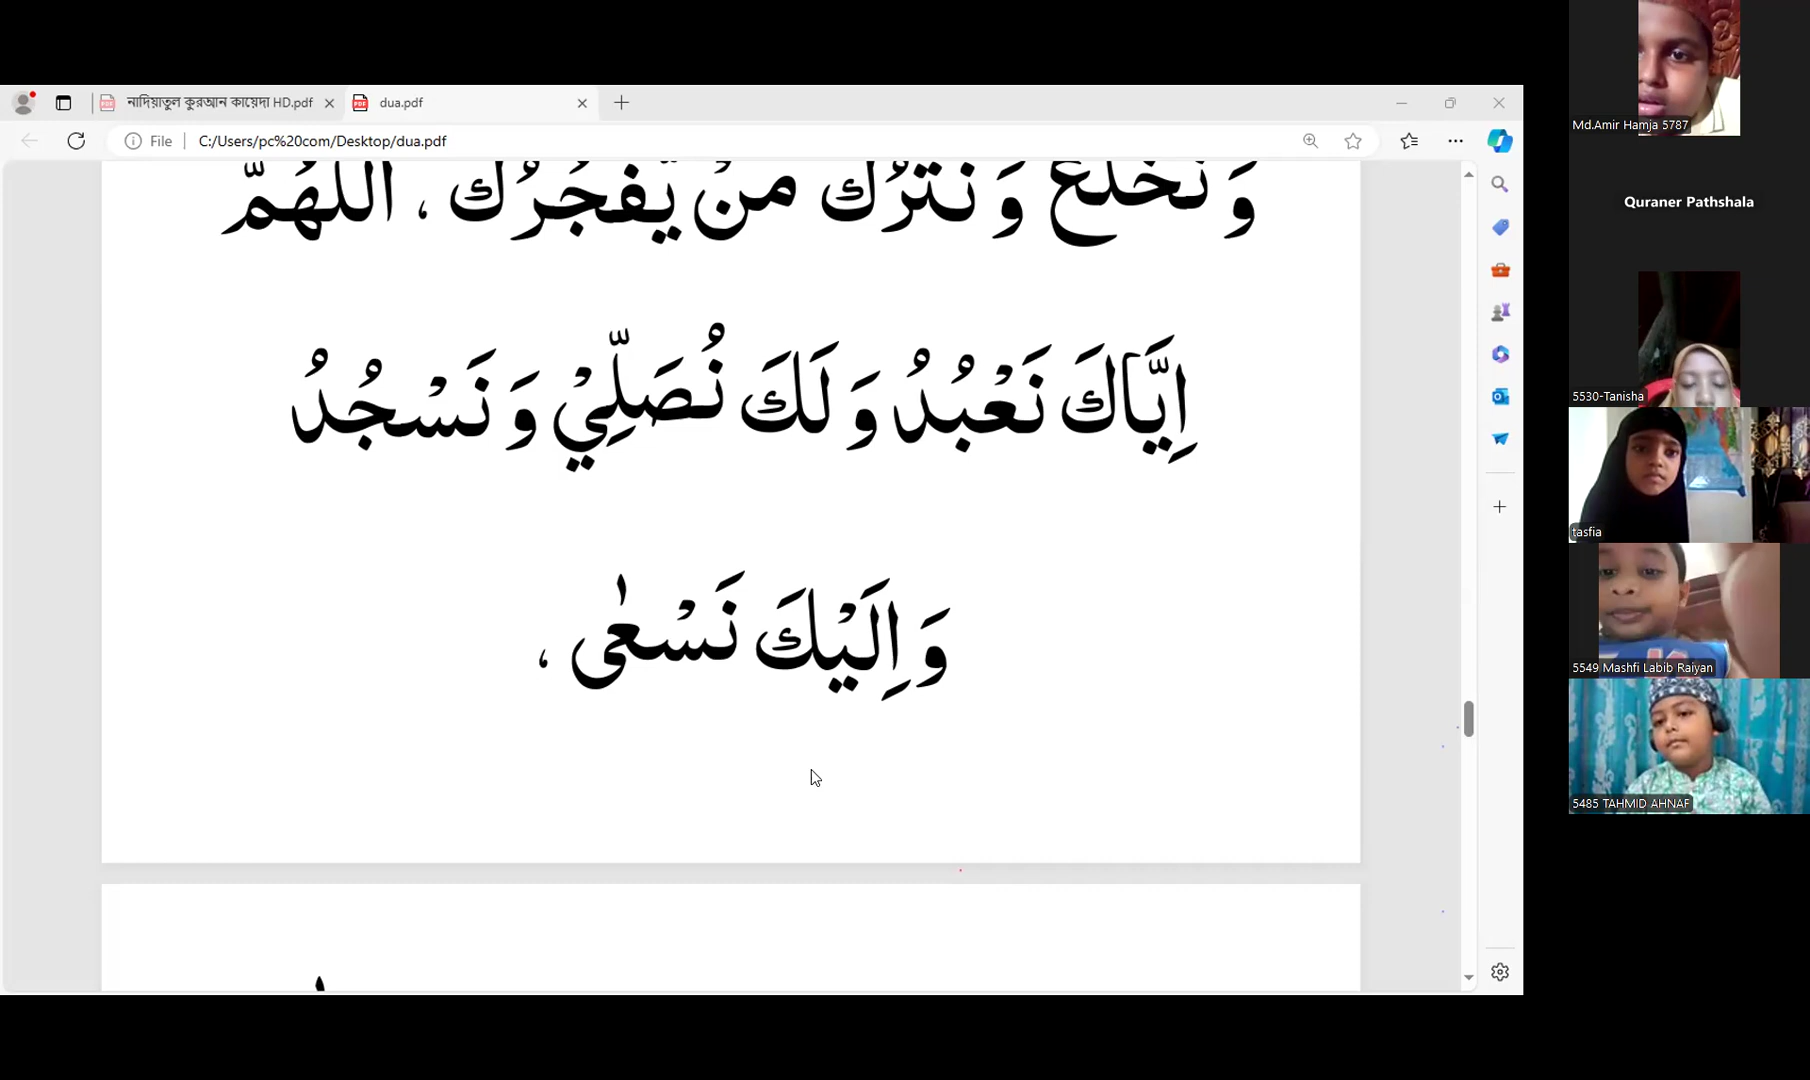 নাদিয়াতুল কুরআন কায়েদা HD.pdf
dua.pdf
File
C:/Users/pc%20com/Desktop/dua.pdf
وَ نَخْلَعُ وَ نَتْرُكُ مَنْ يَّفْجُرُكَ ، اَللّٰهُمَّ
اِيَّاكَ نَعْبُدُ وَ لَكَ نُصَلِّيْ وَ نَسْجُدُ
وَ اِلَيْكَ نَسْعٰى ،
Md.Amir Hamja 5787
Quraner Pathshala
5530-Tanisha
tasfia
5549 Mashfi Labib Raiyan
5485 TAHMID AHNAF